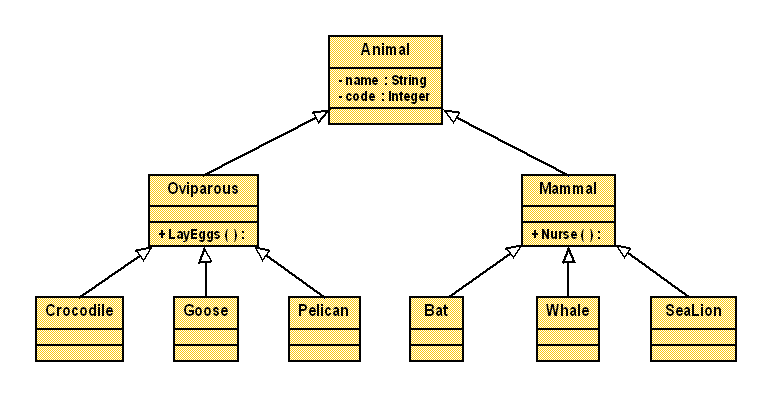 Animal
- name : String
- code : Integer
Oviparous
+ LayEggs ( ) :
Mammal
+ Nurse ( ) :
Crocodile
Goose
Pelican
Bat
Whale
SeaLion